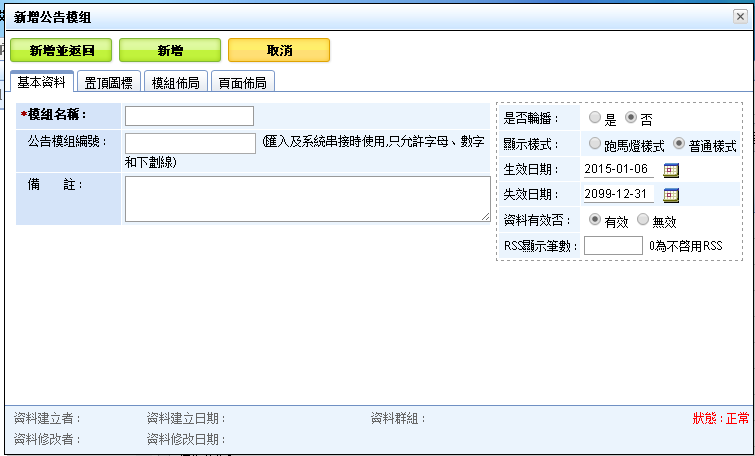 新增公告模組
新增並返回 新增 取消
基本資料 置頂圖標 模組佈局 頁面佈局
*模組名稱：
公告模組編號： (匯入及系統串接時使用,只允許字母、數字
和下劃線)
備 註：
是否輪播： 是 否
顯示樣式： 跑馬燈樣式 普通樣式
生效日期： 2015-01-06
失效日期： 2099-12-31
資料有效否： 有效 無效
RSS顯示筆數： 0為不啓用RSS
資料建立者： 資料建立日期： 資料群組： 狀態：正常
資料修改者： 資料修改日期：